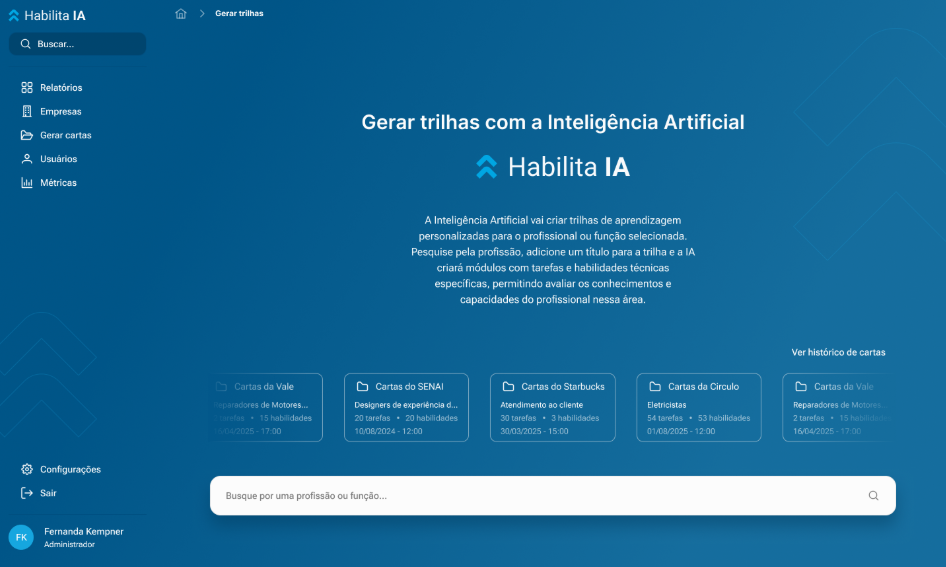 Habilita IA
Buscar...
Relatórios
Empresas
Gerar cartas
Usuários
Métricas
Configurações
Sair
FK
Fernanda Kempner
Administrador
Gerar trilhas
Gerar trilhas com a Inteligência Artificial
Habilita IA
A Inteligência Artificial vai criar trilhas de aprendizagem
personalizadas para o profissional ou função selecionada.
Pesquise pela profissão, adicione um título para a trilha e a IA
criará módulos com tarefas e habilidades técnicas
específicas, permitindo avaliar os conhecimentos e
capacidades do profissional nessa área.
Ver histórico de cartas
Cartas da Vale
Reparadores de Motores...
2 tarefas • 15 habilidades
16/04/2025 - 17:00
Cartas do SENAI
Designers de experiência d...
20 tarefas • 20 habilidades
10/08/2024 - 12:00
Cartas do Starbucks
Atendimento ao cliente
30 tarefas • 3 habilidades
30/03/2025 - 15:00
Cartas da Circulo
Eletricistas
54 tarefas • 53 habilidades
01/08/2025 - 12:00
Cartas da Vale
Reparadores de Motores...
2 tarefas • 15 habilidades
16/04/2025 - 17:00
Busque por uma profissão ou função...